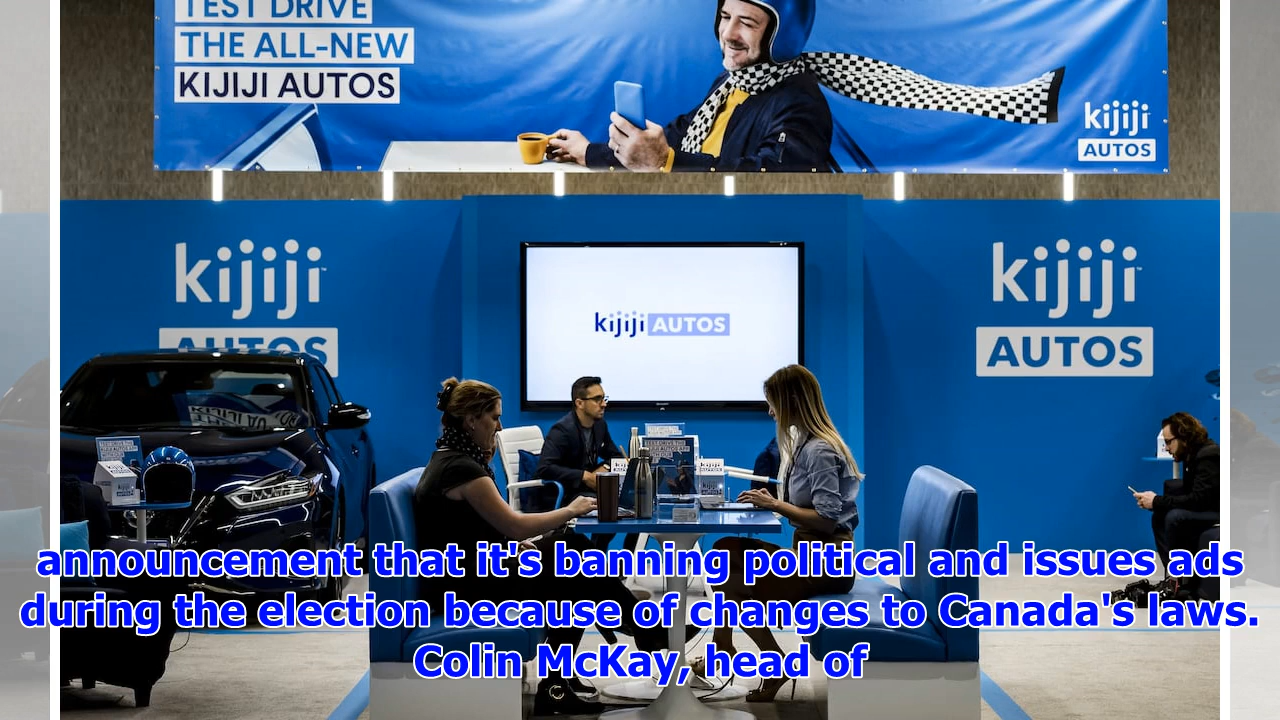 TEST DRIVE
THE ALL-NEW
KIJIJI AUTOS
kijiji
AUTOS
kijiji
AUTOS
kijiji AUTOS
kijiji
AUTOS
announcement that it's banning political and issues ads
during the election because of changes to Canada's laws.
Colin McKay, head of